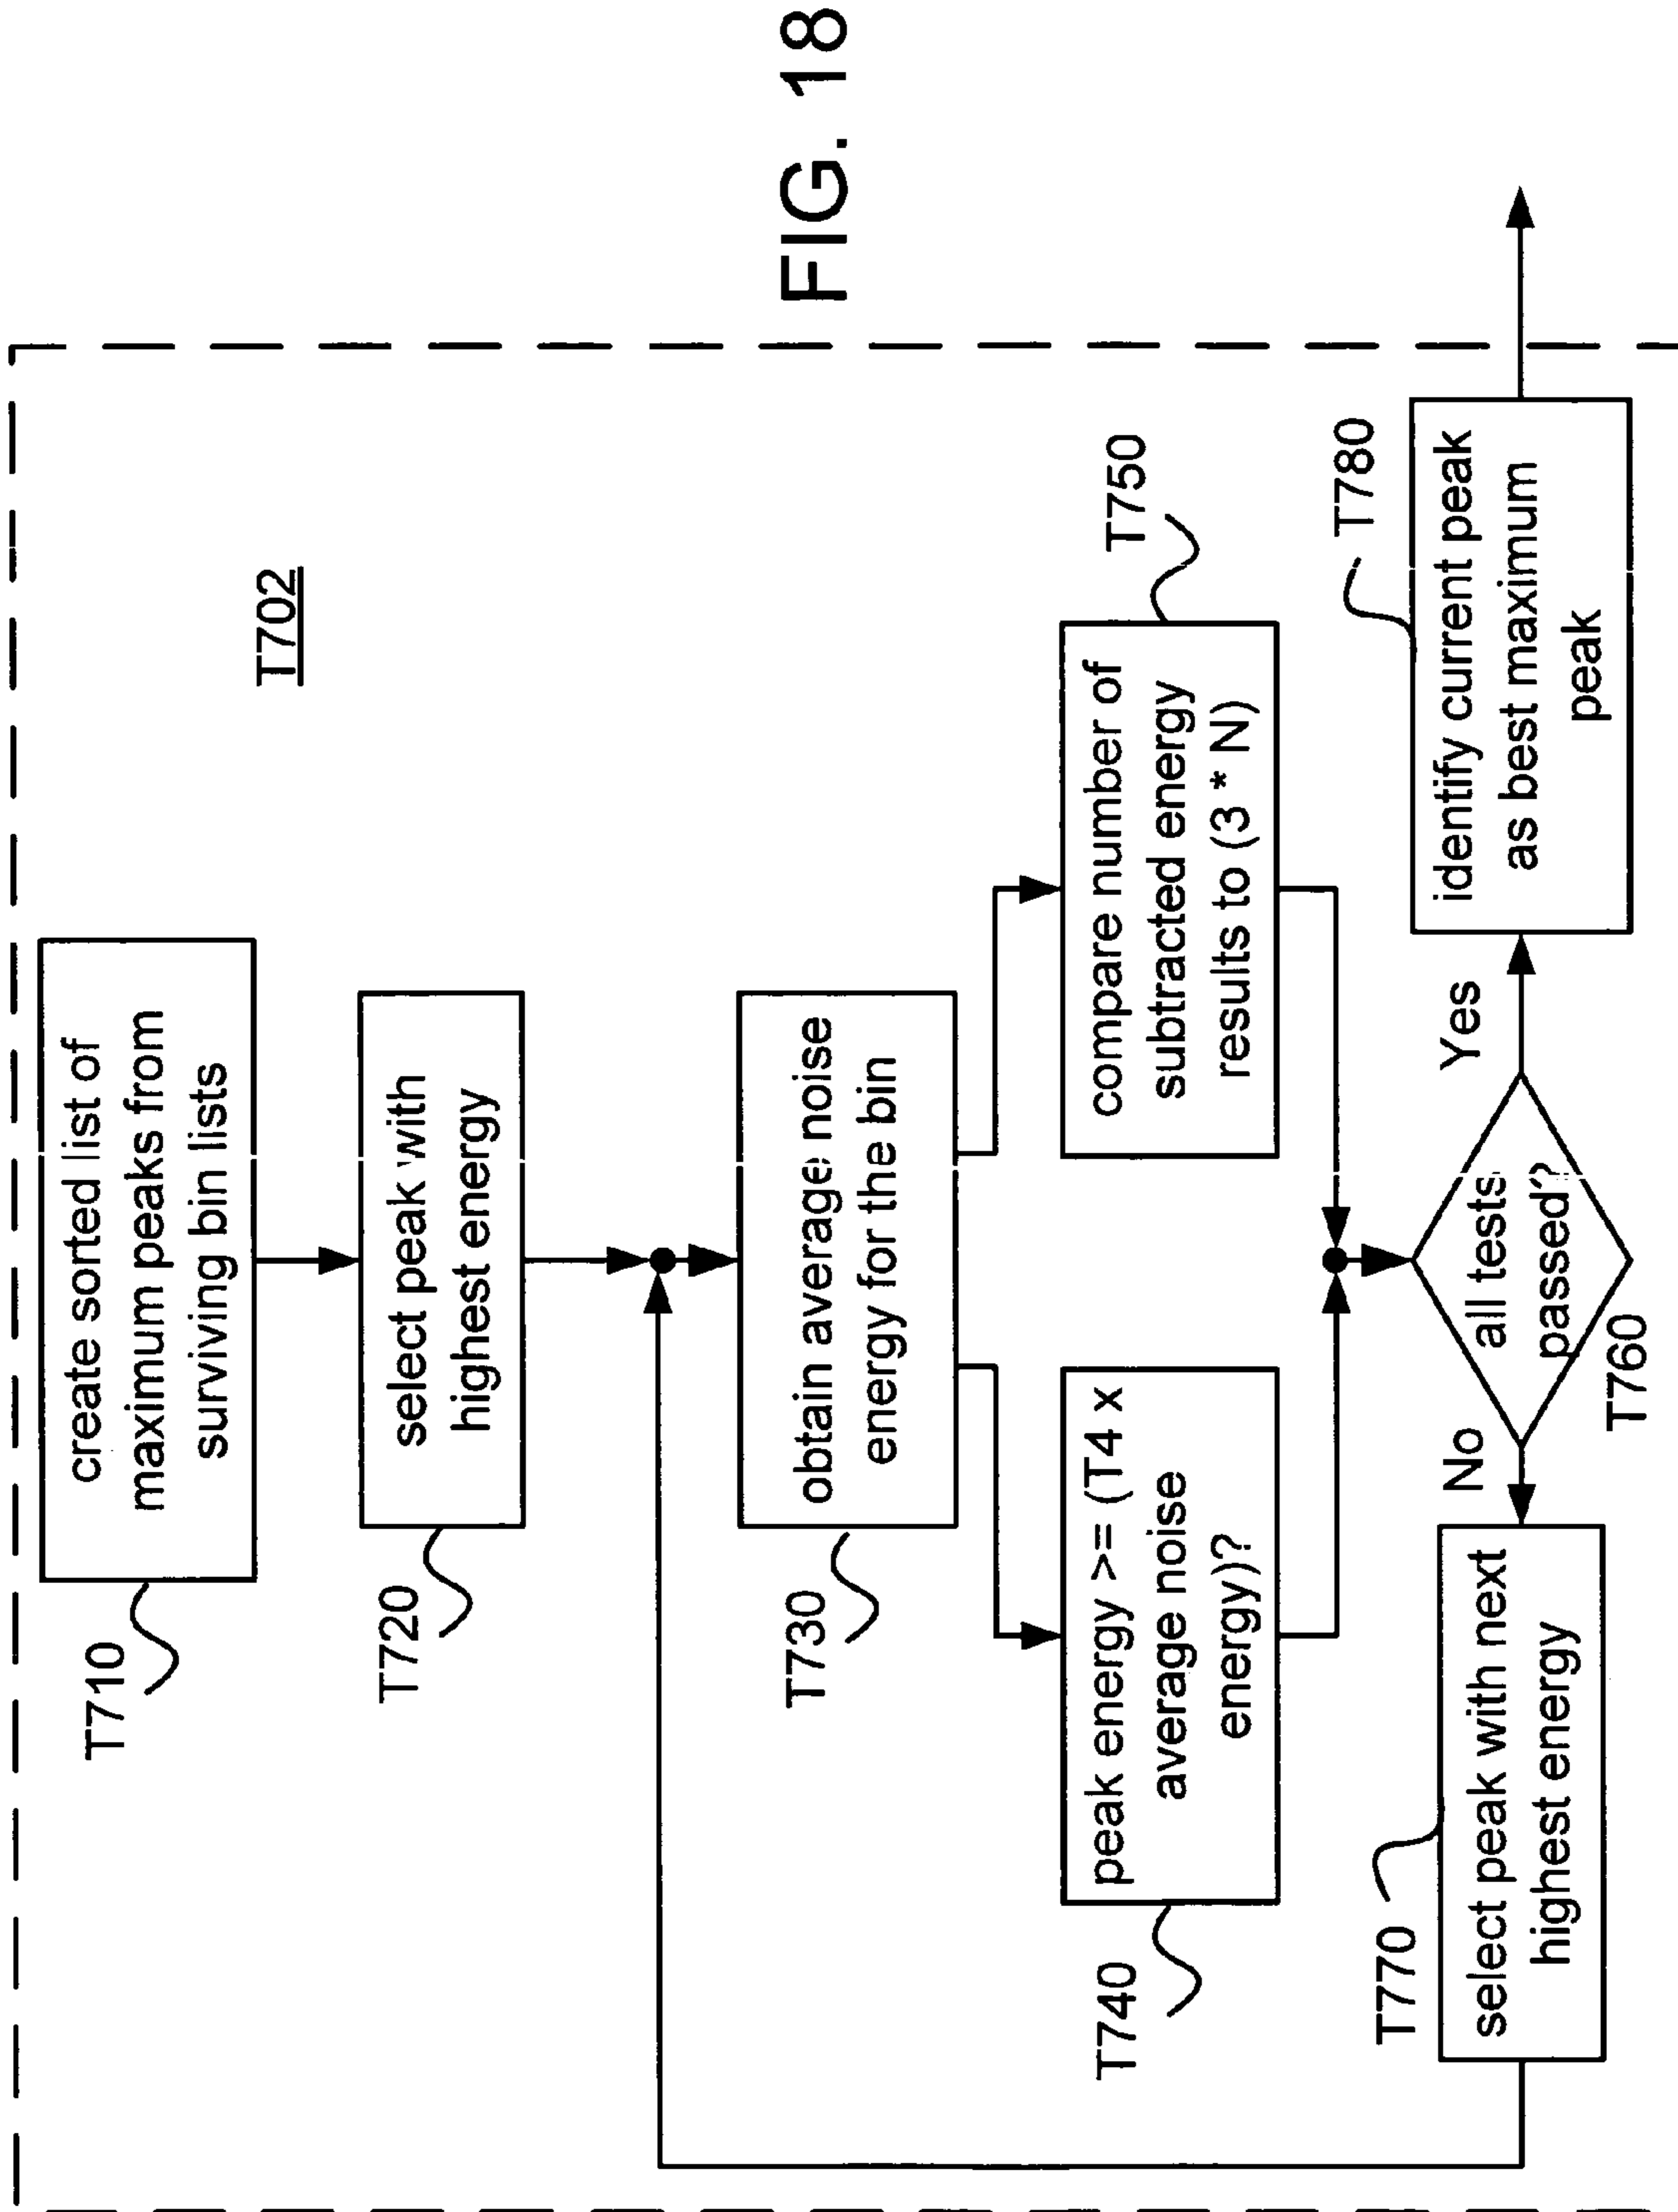 T702
T710
create sorted list of
maximum peaks from
surviving bin lists
T720
select peak with
highest energy
T730
obtain average noise
energy for the bin
T740
peak energy >= (T4 x
average noise
energy)?
T750
compare number of
subtracted energy
results to (3 * N)
all tests
passed?
T760
No
Yes
T770
select peak with next
highest energy
T780
identify current peak
as best maximum
peak
FIG. 18